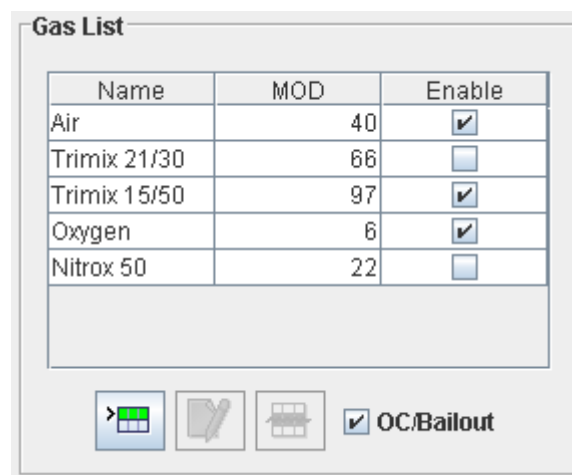 Gas List
Name MOD Enable
Air 40
Trimix 21/30 66
Trimix 15/50 97
Oxygen 6
Nitrox 50 22
OC/Bailout